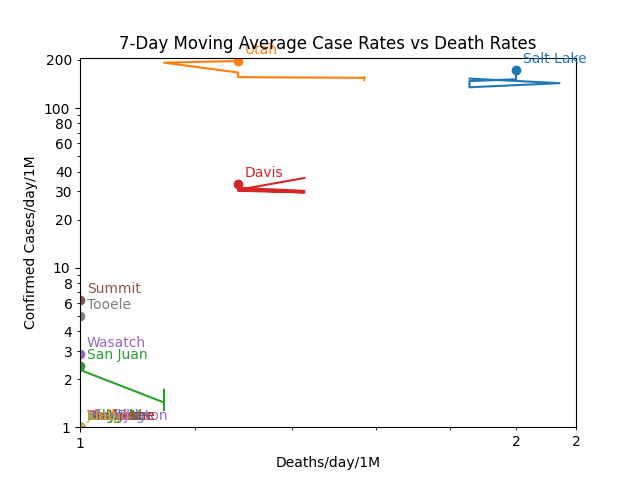 7-Day Moving Average Case Rates vs Death Rates
Utah
Salt Lake
200
100
80
60
40
30
20
10
8
6
4
3
2
1
Davis
Summit
Tooele
Wasatch
San Juan
Confirmed Cases/day/1M
1
2
2
Deaths/day/1M